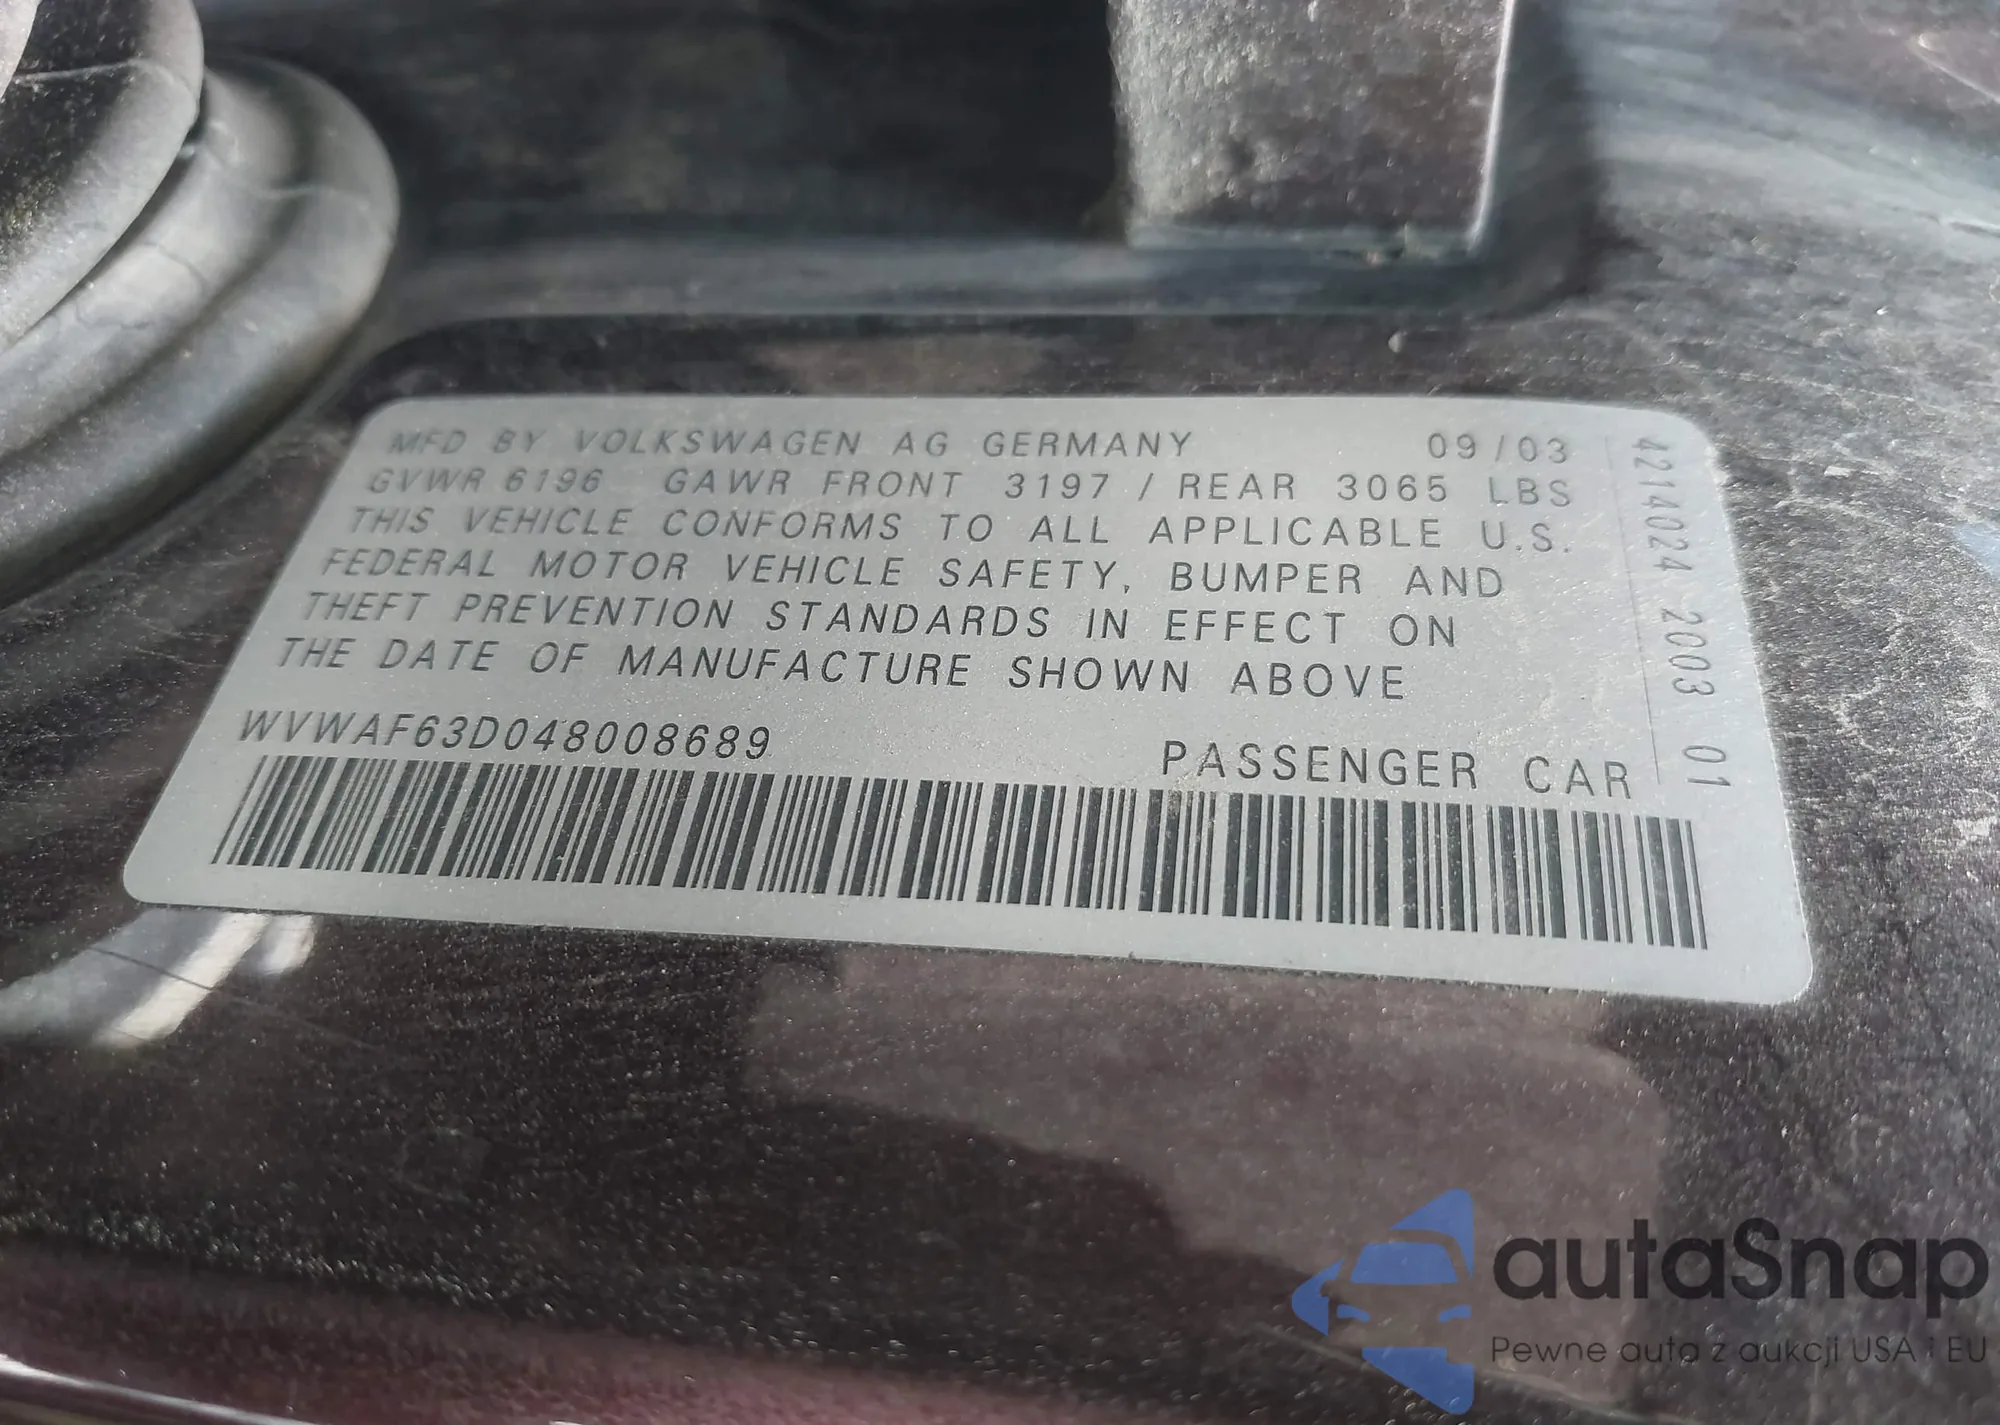 MFD BY VOLKSWAGEN AG GERMANY 09/03
GVWR 6196 GAWR FRONT 3197 / REAR 3065 LBS
THIS VEHICLE CONFORMS TO ALL APPLICABLE U.S.
FEDERAL MOTOR VEHICLE SAFETY, BUMPER AND
THEFT PREVENTION STANDARDS IN EFFECT ON
THE DATE OF MANUFACTURE SHOWN ABOVE
WVWAF63D048008689 PASSENGER CAR
42140244 2003 01
autaSnap
Pewne auta z aukcji USA i EU